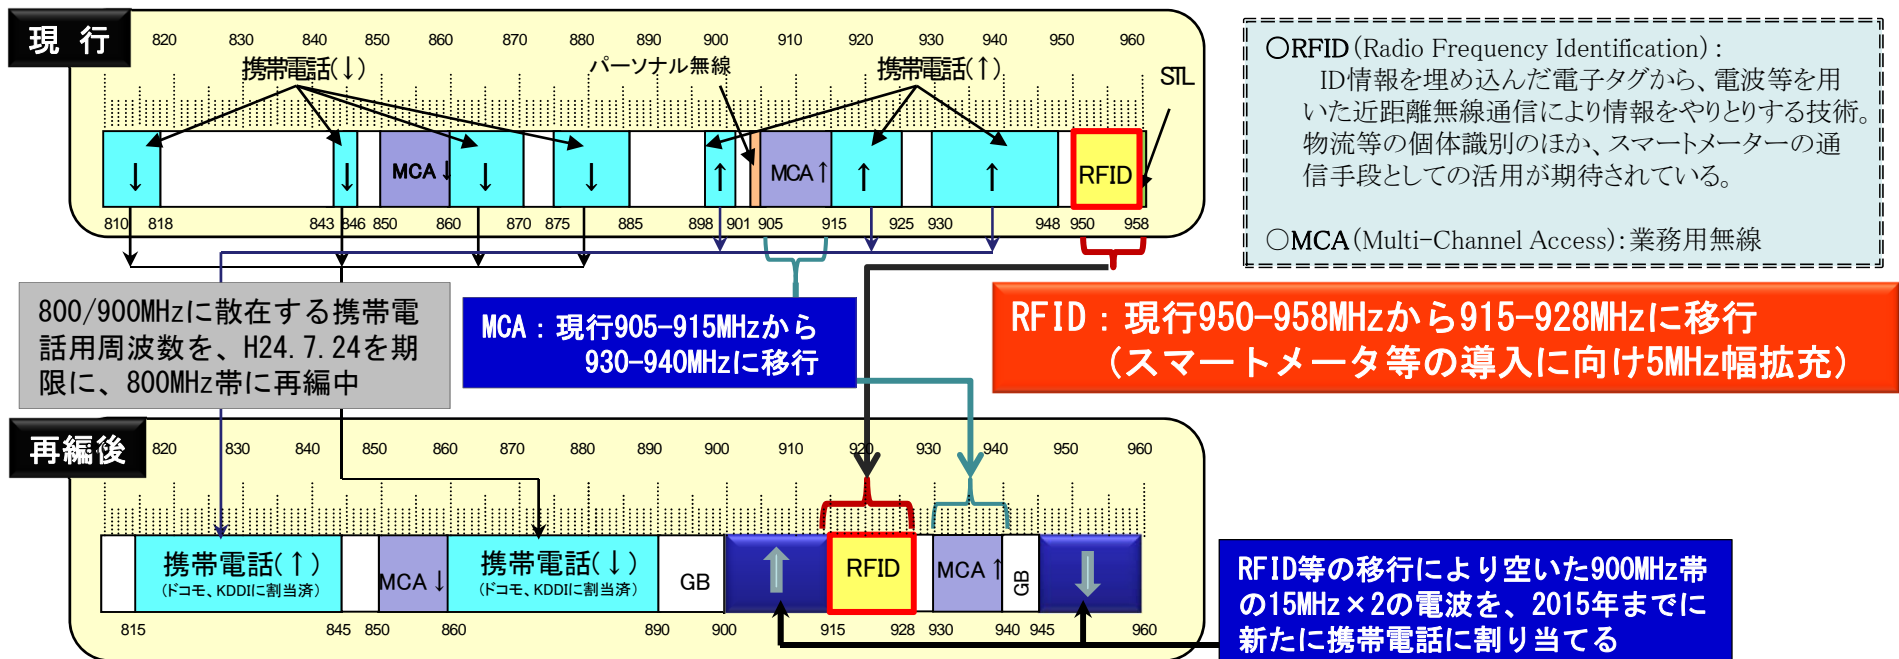 現 行
820 830 840 850 860 870 880 890 900 910 920 930 940 950 960
携帯電話(↓) パーソナル無線 携帯電話(↑) STL
↓ ↓ MCA↓ ↓ ↓ ↑ MCA↑ ↑ ↑ RFID
810 818 843 846 850 860 870 875 885 898 901 905 915 925 930 948 950 958
○RFID(Radio Frequency Identification):
ID情報を埋め込んだ電子タグから、電波等を用
いた近距離無線通信により情報をやりとりする技術。
物流等の個体識別のほか、スマートメーターの通
信手段としての活用が期待されている。
○MCA(Multi-Channel Access):業務用無線
800/900MHzに散在する携帯電
話用周波数を、H24.7.24を期
限に、800MHz帯に再編中
MCA:現行905-915MHzから
930-940MHzに移行
RFID:現行950-958MHzから915-928MHzに移行
(スマートメータ等の導入に向け5MHz幅拡充)
再編後
820 830 840 850 860 870 880 890 900 910 920 930 940 950 960
携帯電話(↑)
(ドコモ、KDDIに割当済)
MCA↓
携帯電話(↓)
(ドコモ、KDDIに割当済)
GB
↑
RFID
MCA↑
GB
↓
815 845 850 860 890 900 915 928 930 940 945 960
RFID等の移行により空いた900MHz帯
の15MHz×2の電波を、2015年までに
新たに携帯電話に割り当てる